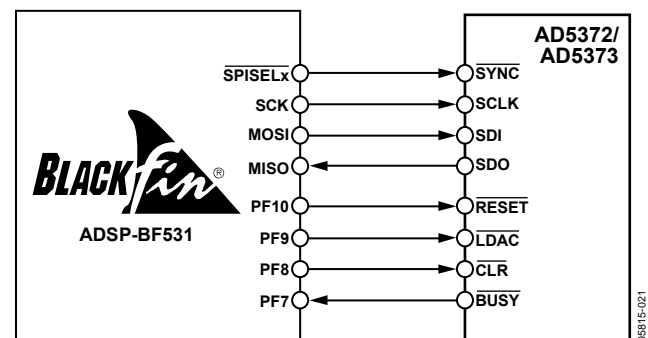 AD5372/
AD5373
SPISELx SYNC
SCK SCLK
MOSI SDI
MISO SDO
PF10 RESET
PF9 LDAC
PF8 CLR
PF7 BUSY
BLACKfin®
ADSP-BF531
05815-021